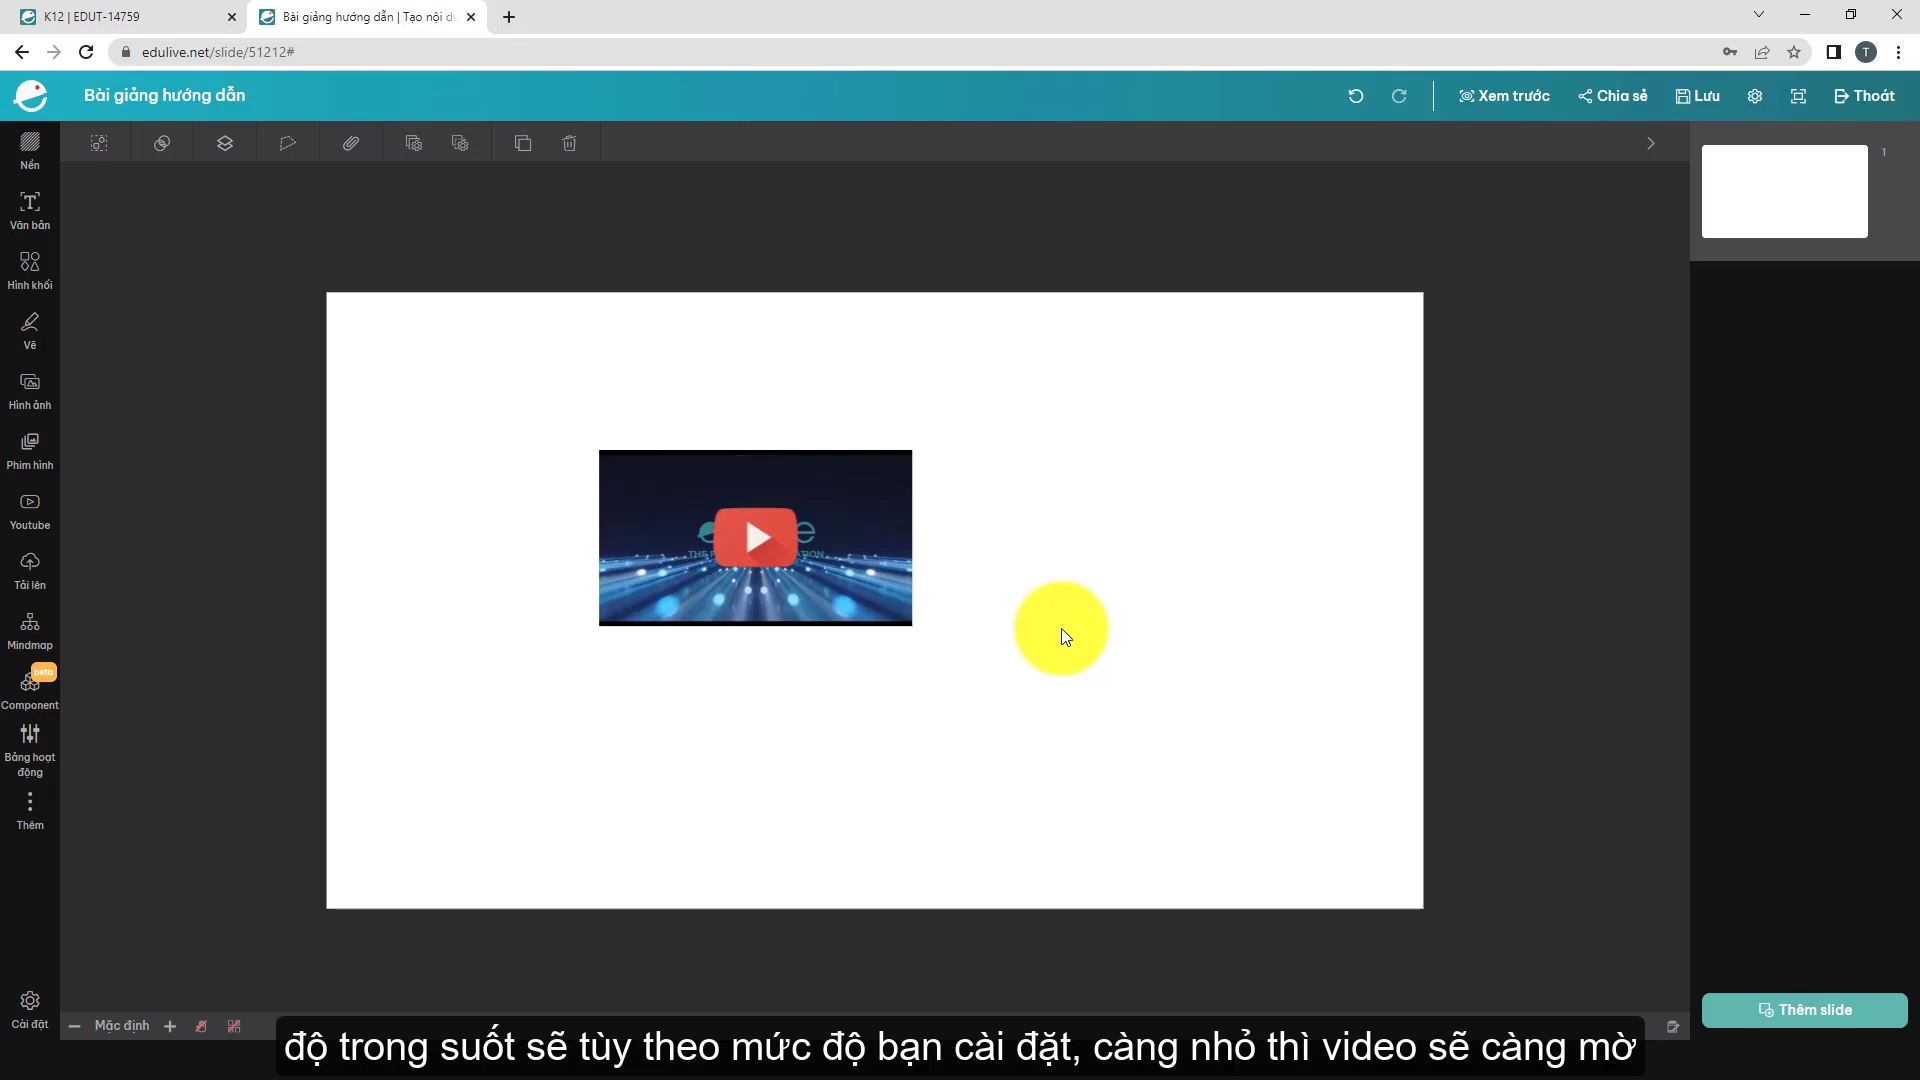 K12 | EDUT-14759
Bài giảng hướng dẫn | Tạo nội d
edulive.net/slide/51212#
T
Bài giảng hướng dẫn
Xem trước
Chia sẻ
Lưu
Thoát
Nền
Văn bản
Hình khối
Vẽ
Hình ảnh
Phim hình
Youtube
Tải lên
Mindmap
beta
Component
Bảng hoạt
động
Thêm
Cài đặt
1
Mặc định
Thêm slide
độ trong suốt sẽ tùy theo mức độ bạn cài đặt, càng nhỏ thì video sẽ càng mờ